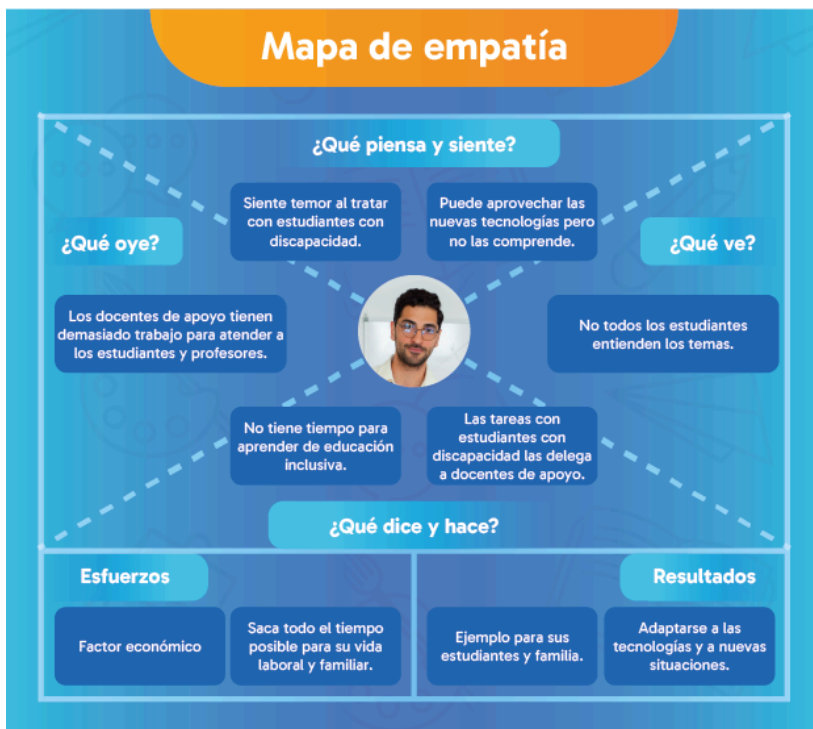 Mapa de empatía
¿Qué piensa y siente?
Siente temor al tratar
con estudiantes con
discapacidad.
Puede aprovechar las
nuevas tecnologías pero
no las comprende.
¿Qué oye?
Los docentes de apoyo tienen
demasiado trabajo para atender a
los estudiantes y profesores.
¿Qué ve?
No todos los estudiantes
entienden los temas.
No tiene tiempo para
aprender de educación
inclusiva.
Las tareas con
estudiantes con
discapacidad las delega
a docentes de apoyo.
¿Qué dice y hace?
Esfuerzos
Factor económico
Saca todo el tiempo
posible para su vida
laboral y familiar.
Resultados
Ejemplo para sus
estudiantes y familia.
Adaptarse a las
tecnologías y a nuevas
situaciones.